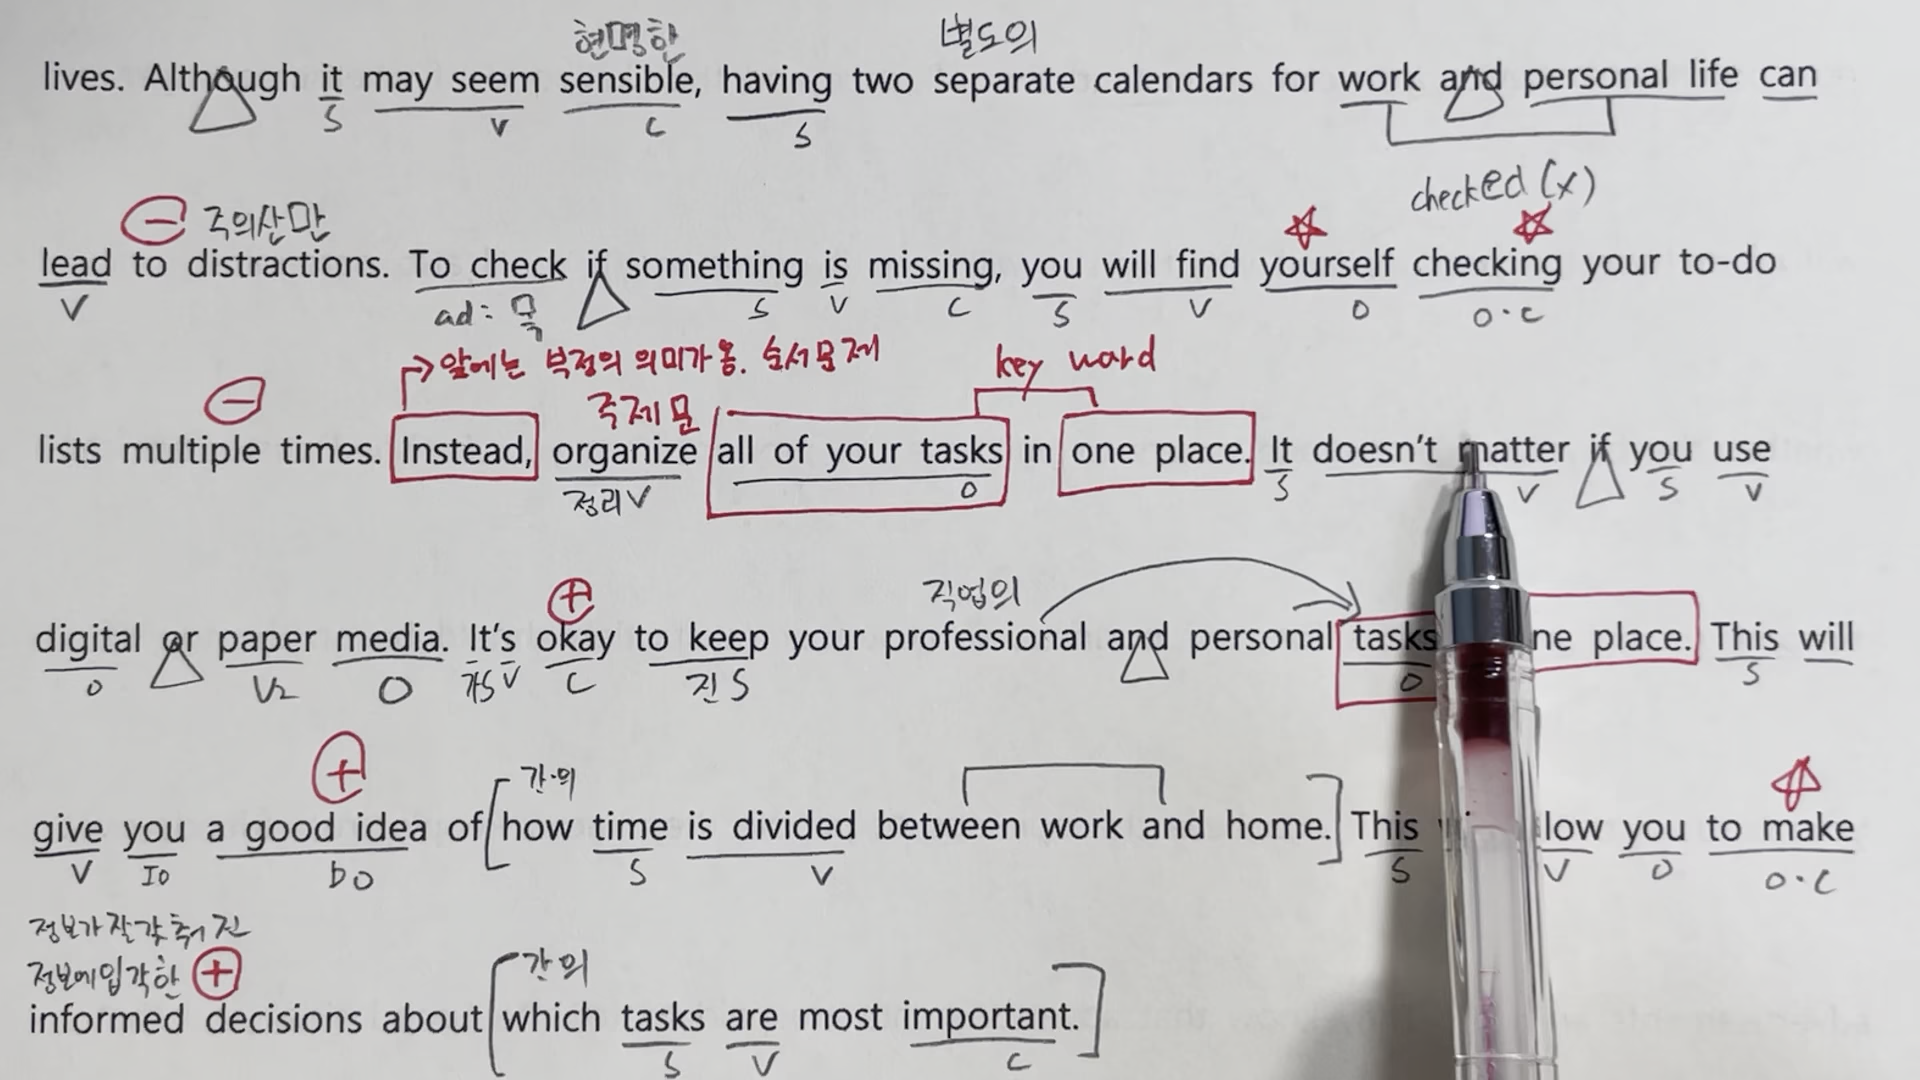 현명한 별도의
lives. Although it may seem sensible, having two separate calendars for work and personal life can
S V C S
checked (x)
주의산만
lead to distractions. To check if something is missing, you will find yourself checking your to-do
V ad: 목 S V C S V O O·C
→앞에는 부정의 의미가 옴. 순서문제 key word
주제문
lists multiple times. Instead, organize all of your tasks in one place. It doesn't matter if you use
정리V O S V S V
직업의
digital or paper media. It's okay to keep your professional and personal tasks ne place. This will
O V2 O 가S V C 진S O S
간·의
give you a good idea of how time is divided between work and home. This low you to make
V IO DO S V S V O O·C
정보가 잘 갖춰진
정보에 입각한 간의
informed decisions about which tasks are most important.
S V C